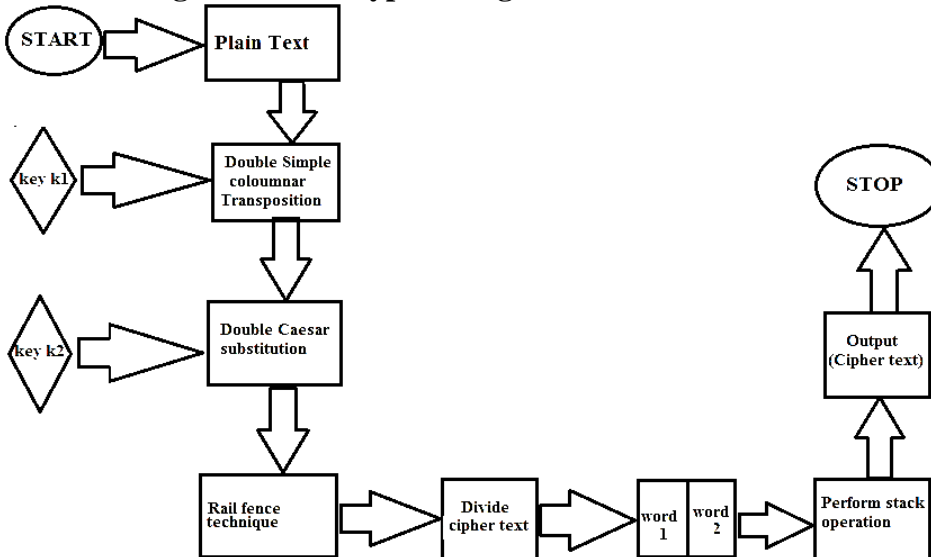 START
Plain Text
key k1
Double Simple
coloumnar
Transposition
key k2
Double Caesar
substitution
Rail fence
technique
Divide
cipher text
word
1
word
2
Perform stack
operation
Output
(Cipher text)
STOP